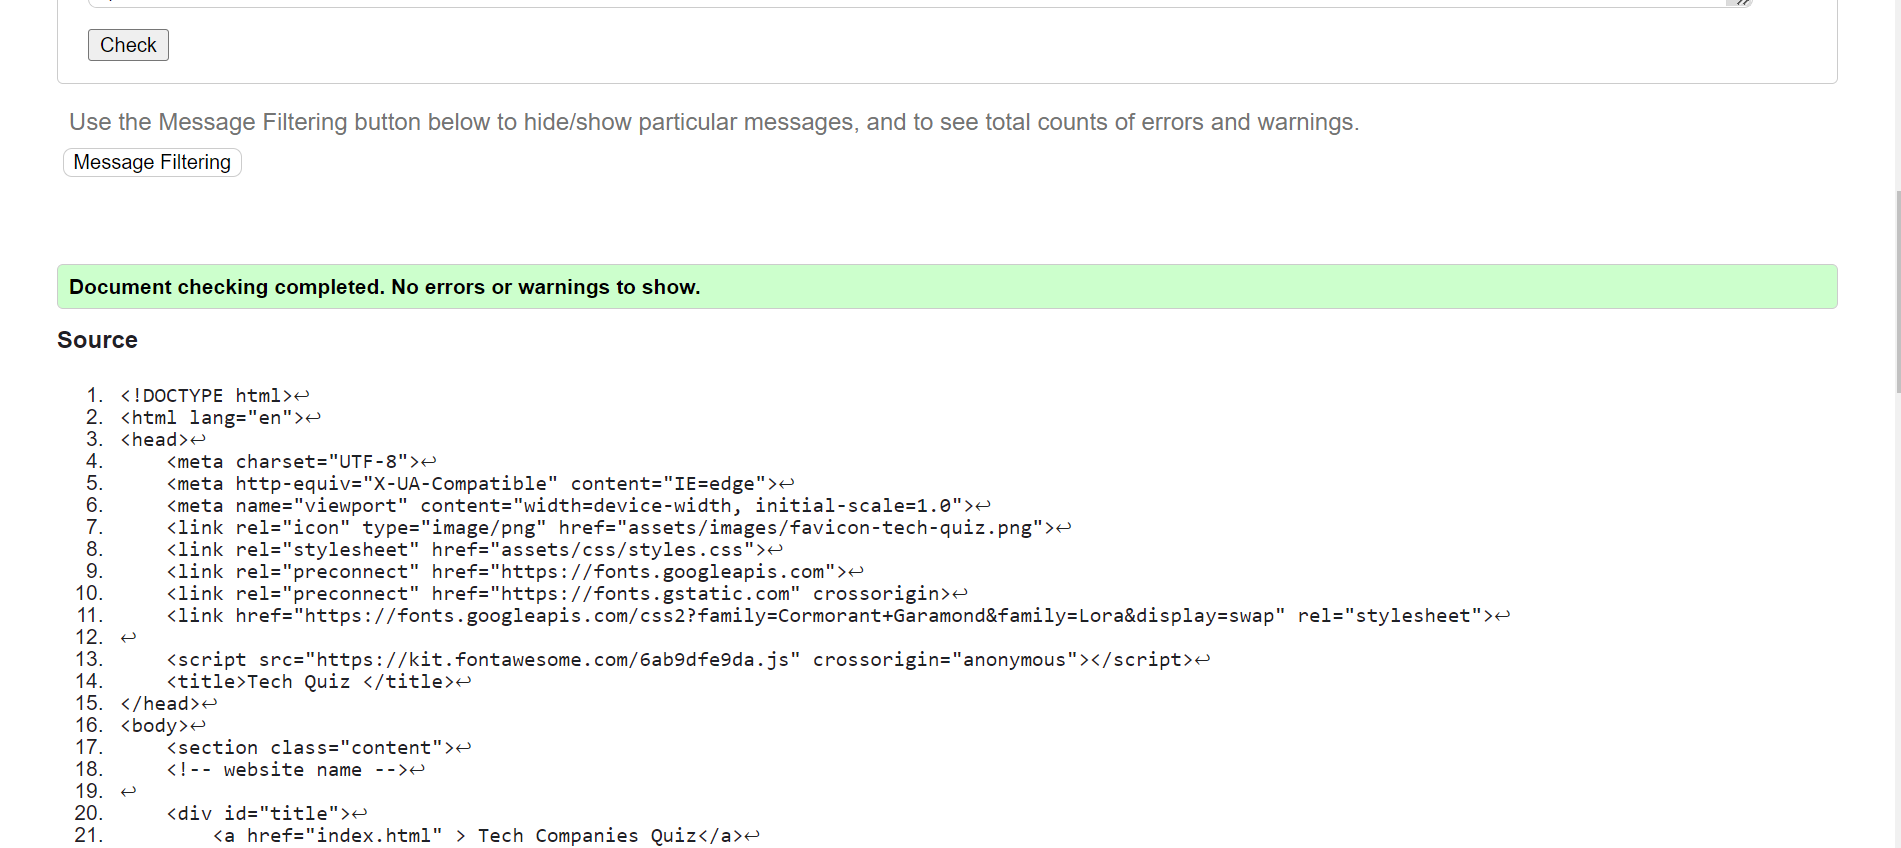 Check
Use the Message Filtering button below to hide/show particular messages, and to see total counts of errors and warnings.
Message Filtering
Document checking completed. No errors or warnings to show.
Source
1. <!DOCTYPE html>↩
2. <html lang="en">↩
3. <head>↩
4.     <meta charset="UTF-8">↩
5.     <meta http-equiv="X-UA-Compatible" content="IE=edge">↩
6.     <meta name="viewport" content="width=device-width, initial-scale=1.0">↩
7.     <link rel="icon" type="image/png" href="assets/images/favicon-tech-quiz.png">↩
8.     <link rel="stylesheet" href="assets/css/styles.css">↩
9.     <link rel="preconnect" href="https://fonts.googleapis.com">↩
10.     <link rel="preconnect" href="https://fonts.gstatic.com" crossorigin>↩
11.     <link href="https://fonts.googleapis.com/css2?family=Cormorant+Garamond&family=Lora&display=swap" rel="stylesheet">↩
12. ↩
13.     <script src="https://kit.fontawesome.com/6ab9dfe9da.js" crossorigin="anonymous"></script>↩
14.     <title>Tech Quiz </title>↩
15. </head>↩
16. <body>↩
17.     <section class="content">↩
18.     <!-- website name -->↩
19. ↩
20.     <div id="title">↩
21.         <a href="index.html" > Tech Companies Quiz</a>↩